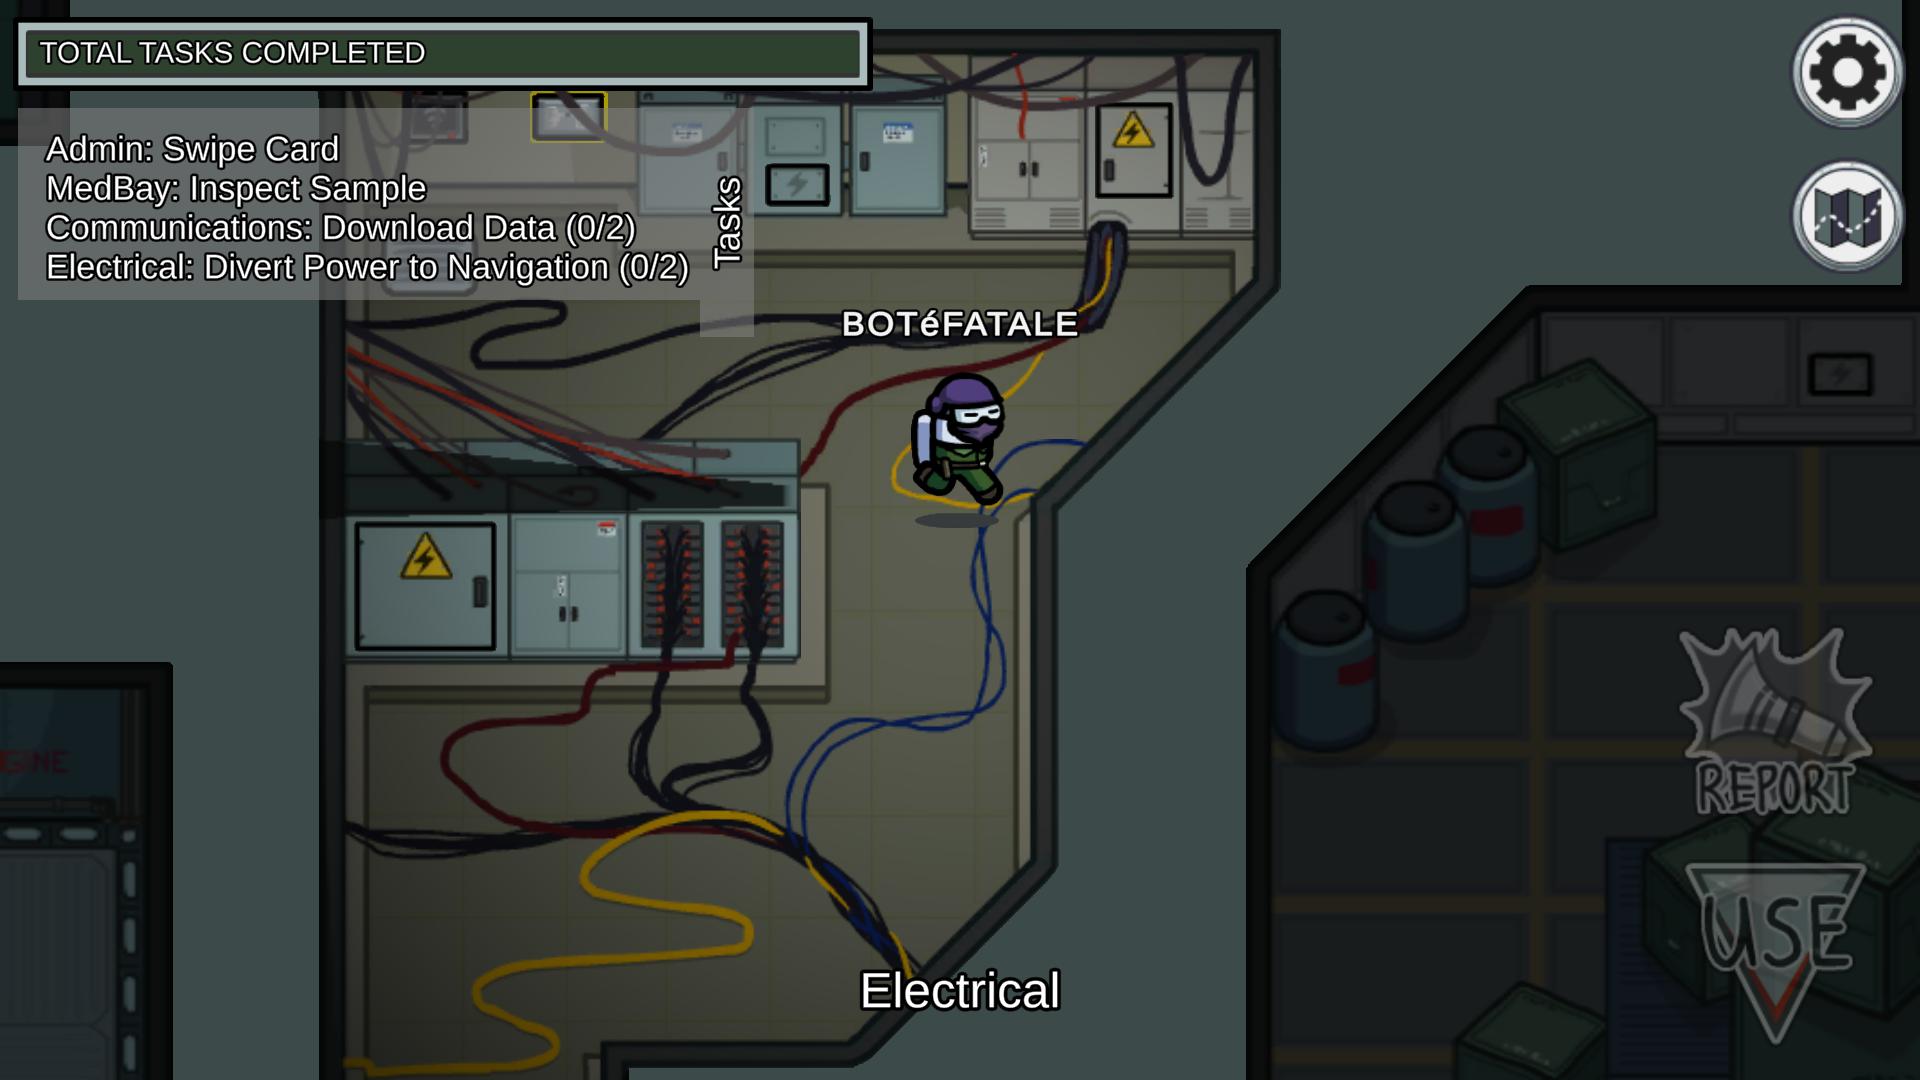 TOTAL TASKS COMPLETED
Admin: Swipe Card
MedBay: Inspect Sample
Communications: Download Data (0/2)
Electrical: Divert Power to Navigation (0/2)
Tasks
BOTéFATALE
GINE
REPORT
USE
Electrical